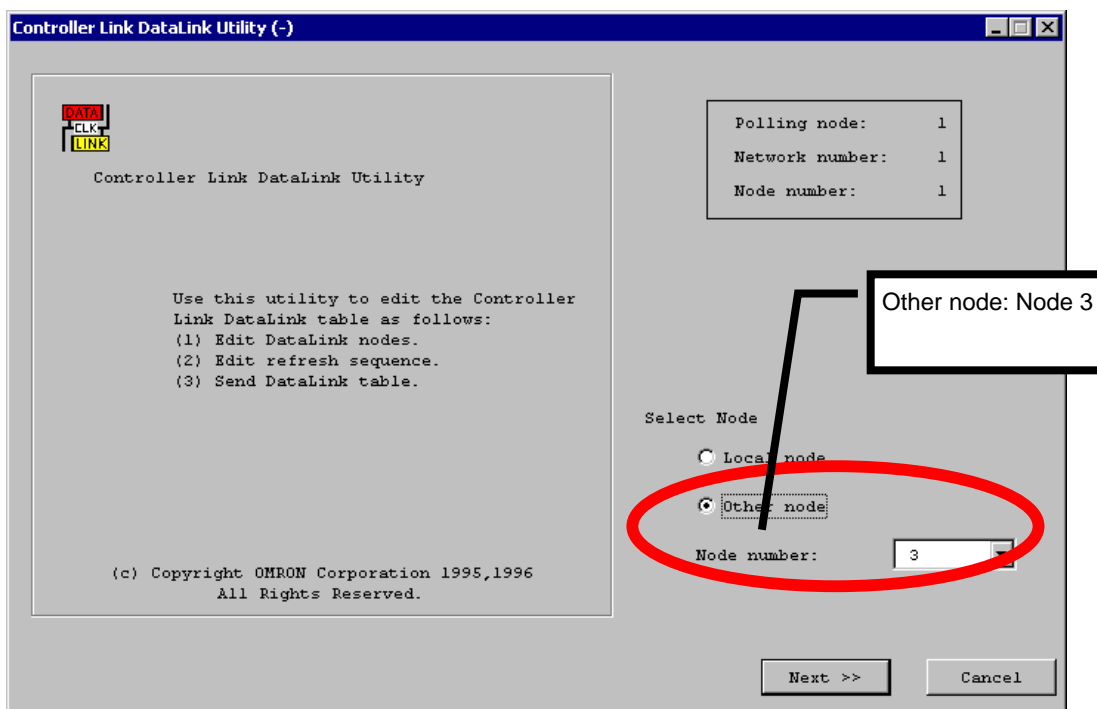 Controller Link DataLink Utility (-)
DATA
CLK
LINK
Controller Link DataLink Utility
Use this utility to edit the Controller
Link DataLink table as follows:
(1) Edit DataLink nodes.
(2) Edit refresh sequence.
(3) Send DataLink table.
(c) Copyright OMRON Corporation 1995,1996
All Rights Reserved.
Polling node: 1
Network number: 1
Node number: 1
Other node: Node 3
Select Node
Local node
Other node
Node number: 3
Next >>
Cancel